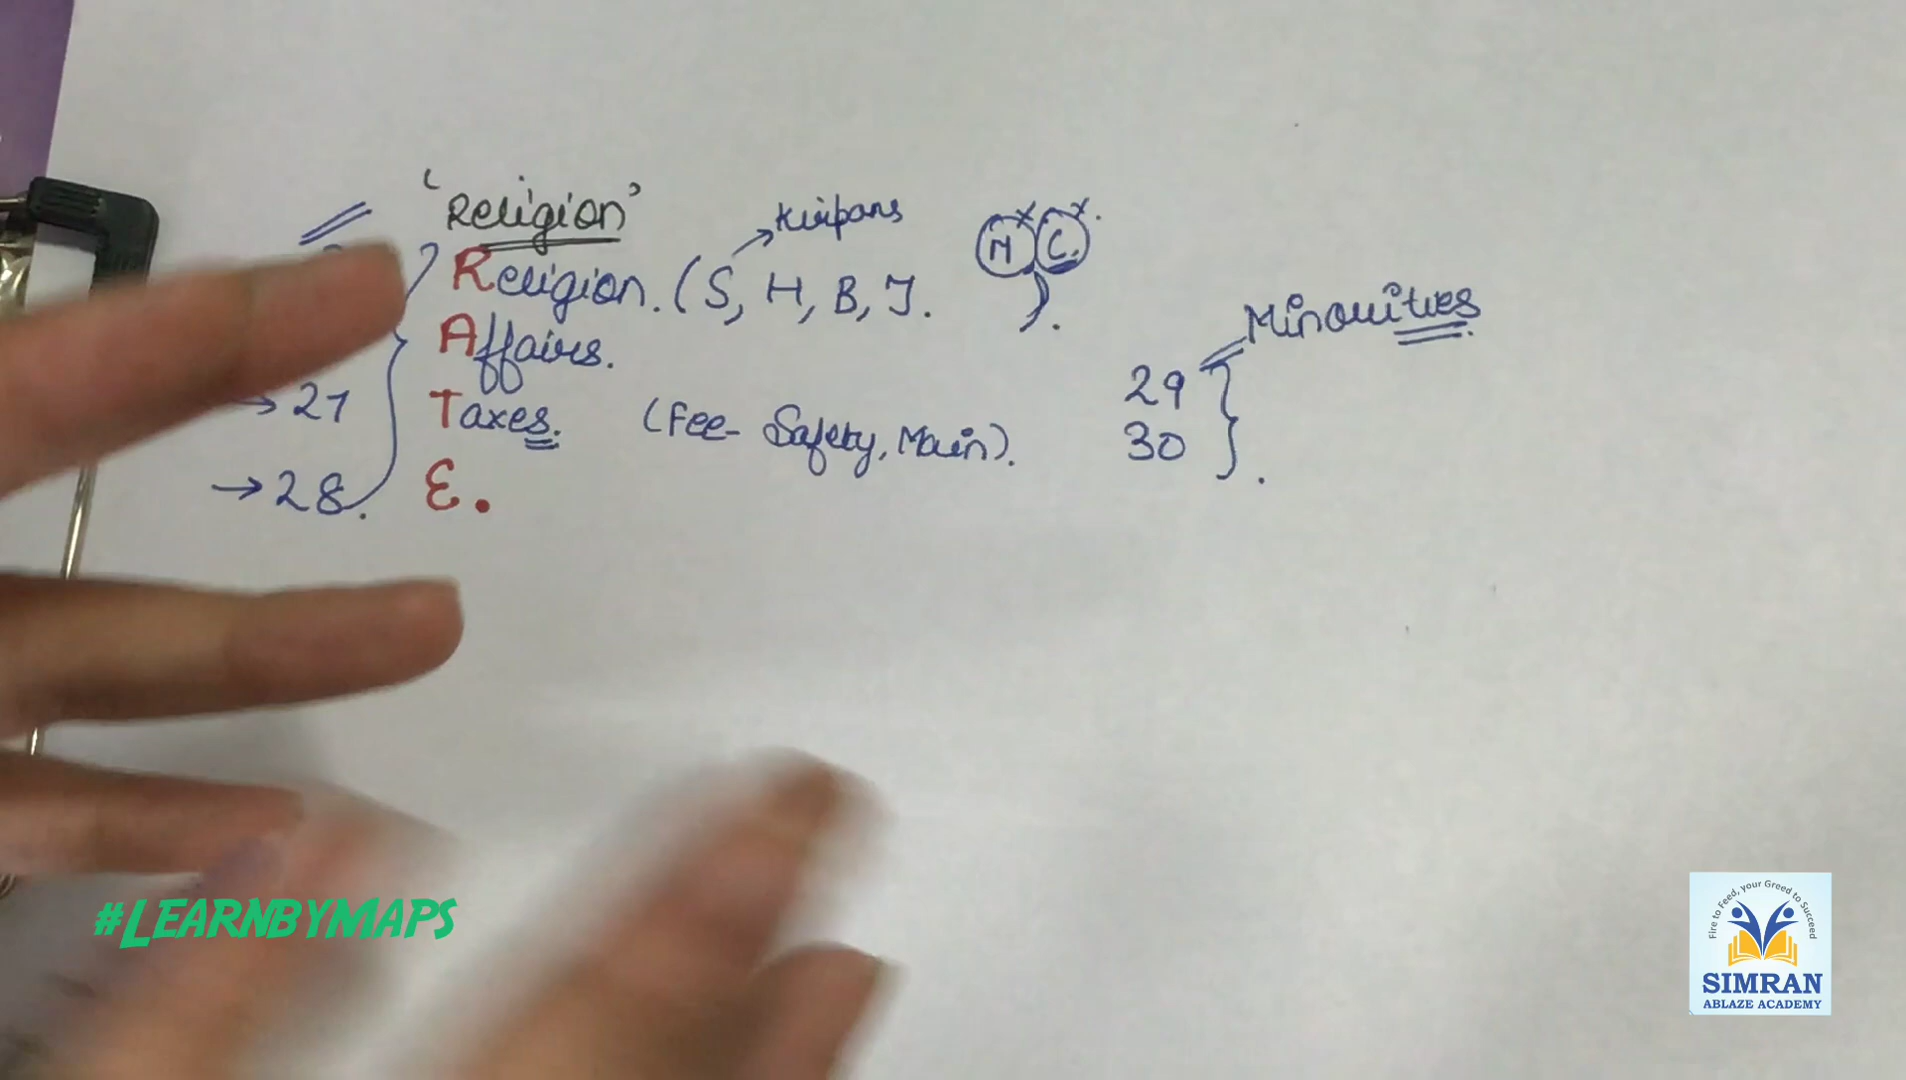 'Religion'
Kirpans
Religion. (S, H, B, J. M C. ).
Affairs.
Minorities
29
→ 27 Taxes. (Fee- Safety, Main).
30
→ 28. E.
#LEARNBYMAPS
Fire to Feed, your Greed to Succeed
SIMRAN
ABLAZE ACADEMY